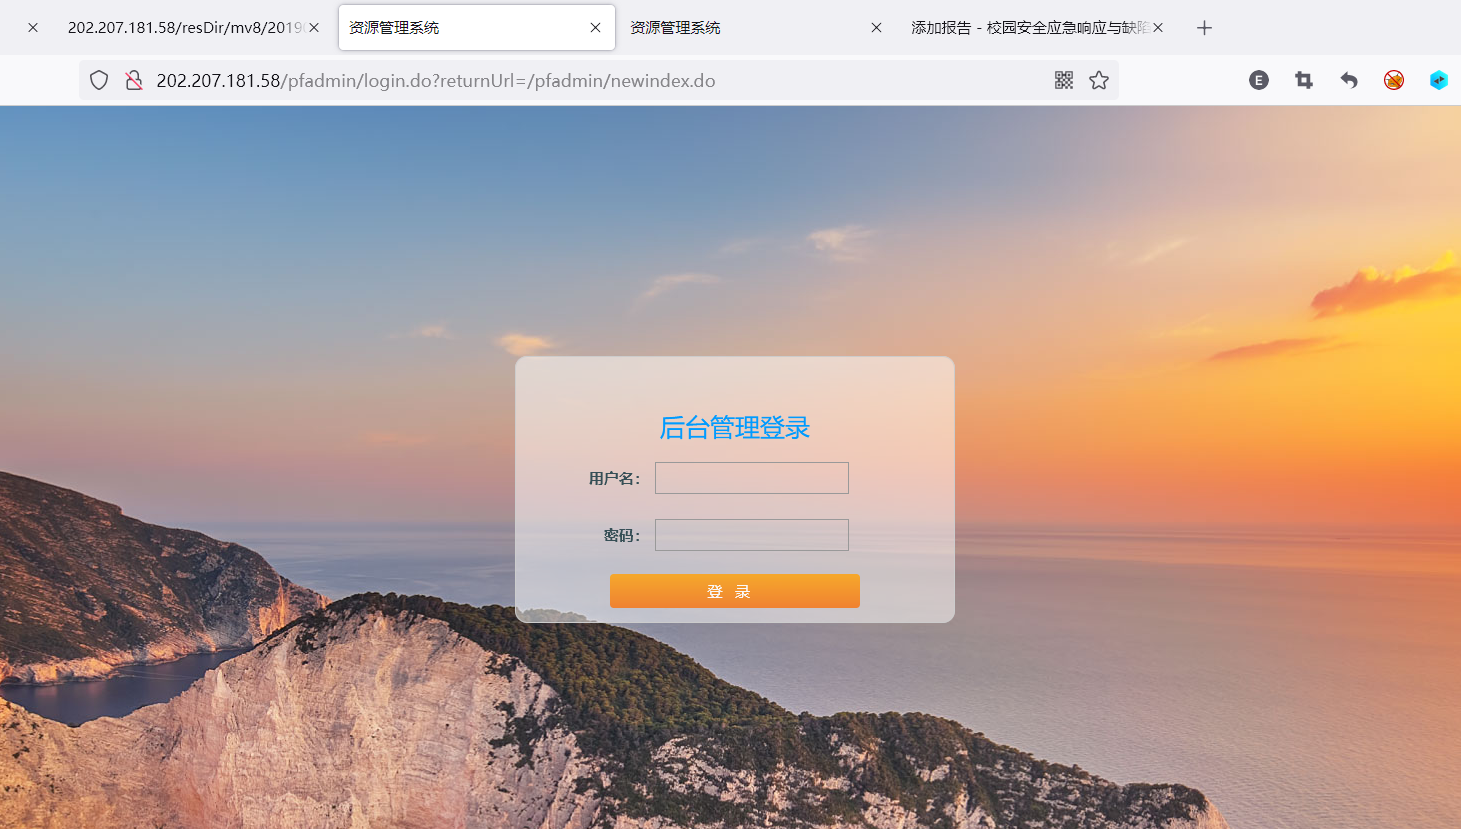 202.207.181.58/resDir/mv8/2019
资源管理系统
资源管理系统
添加报告 - 校园安全应急响应与缺陷
202.207.181.58/pfadmin/login.do?returnUrl=/pfadmin/newindex.do
E
后台管理登录
用户名：
密码：
登 录